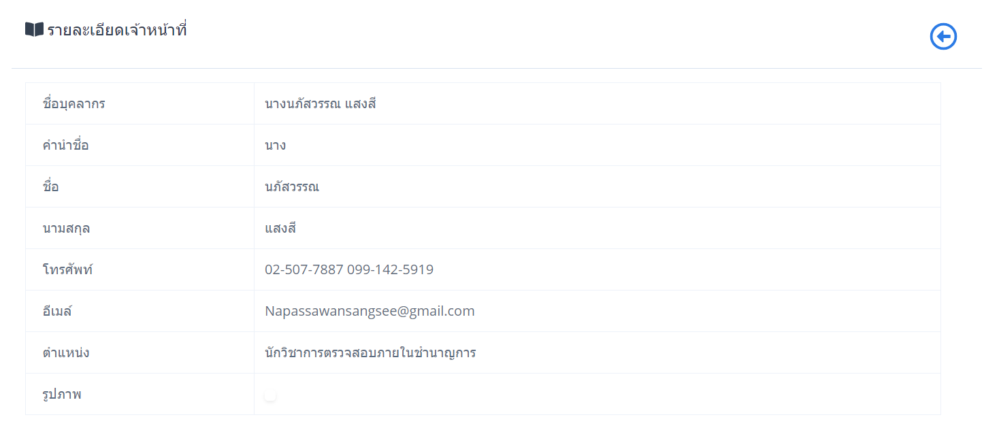 รายละเอียดเจ้าหน้าที่
ชื่อบุคลากร นางนภัสวรรณ แสงสี
คำนำชื่อ นาง
ชื่อ นภัสวรรณ
นามสกุล แสงสี
โทรศัพท์ 02-507-7887 099-142-5919
อีเมล์ Napassawansangsee@gmail.com
ตำแหน่ง นักวิชาการตรวจสอบภายในชำนาญการ
รูปภาพ